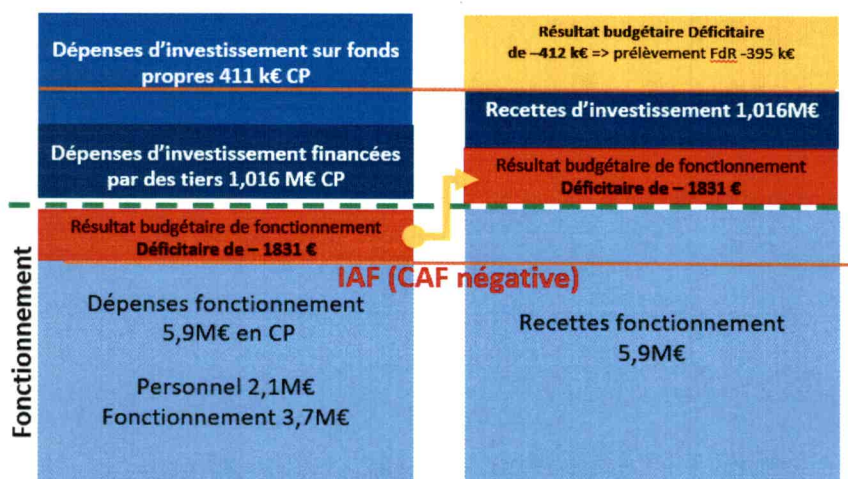 Dépenses d'investissement sur fonds
propres 411 k€ CP
Dépenses d'investissement financées
par des tiers 1,016 M€ CP
Résultat budgétaire de fonctionnement
Déficitaire de – 1831 €
Dépenses fonctionnement
5,9M€ en CP
Personnel 2,1M€
Fonctionnement 3,7M€
Fonctionnement
IAF (CAF négative)
Résultat budgétaire Déficitaire
de –412 k€ => prélèvement FdR -395 k€
Recettes d'investissement 1,016M€
Résultat budgétaire de fonctionnement
Déficitaire de – 1831 €
Recettes fonctionnement
5,9M€